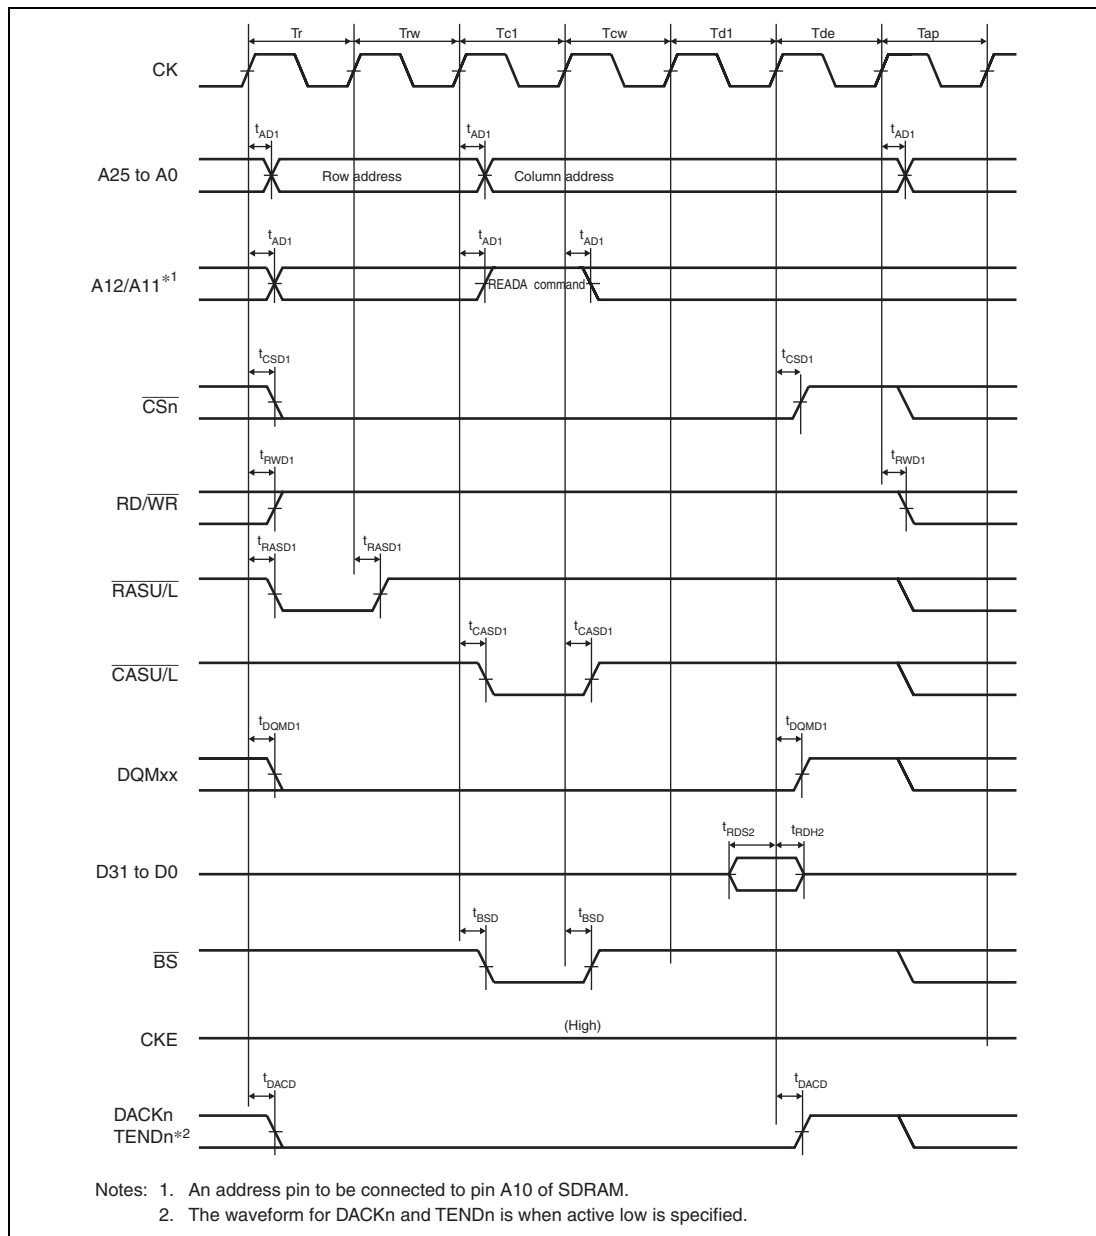 Tr Trw Tc1 Tcw Td1 Tde Tap
CK
tAD1 tAD1 tAD1
A25 to A0 Row address Column address
tAD1 tAD1 tAD1
A12/A11*1 READA command
tCSD1 tCSD1
CSn
tRWD1 tRWD1
RD/WR
tRASD1 tRASD1
RASU/L
tCASD1 tCASD1
CASU/L
tDQMD1 tDQMD1
DQMxx
tRDS2 tRDH2
D31 to D0
tBSD tBSD
BS
(High)
CKE
tDACD tDACD
DACKn
TENDn*2
Notes: 1. An address pin to be connected to pin A10 of SDRAM.
2. The waveform for DACKn and TENDn is when active low is specified.